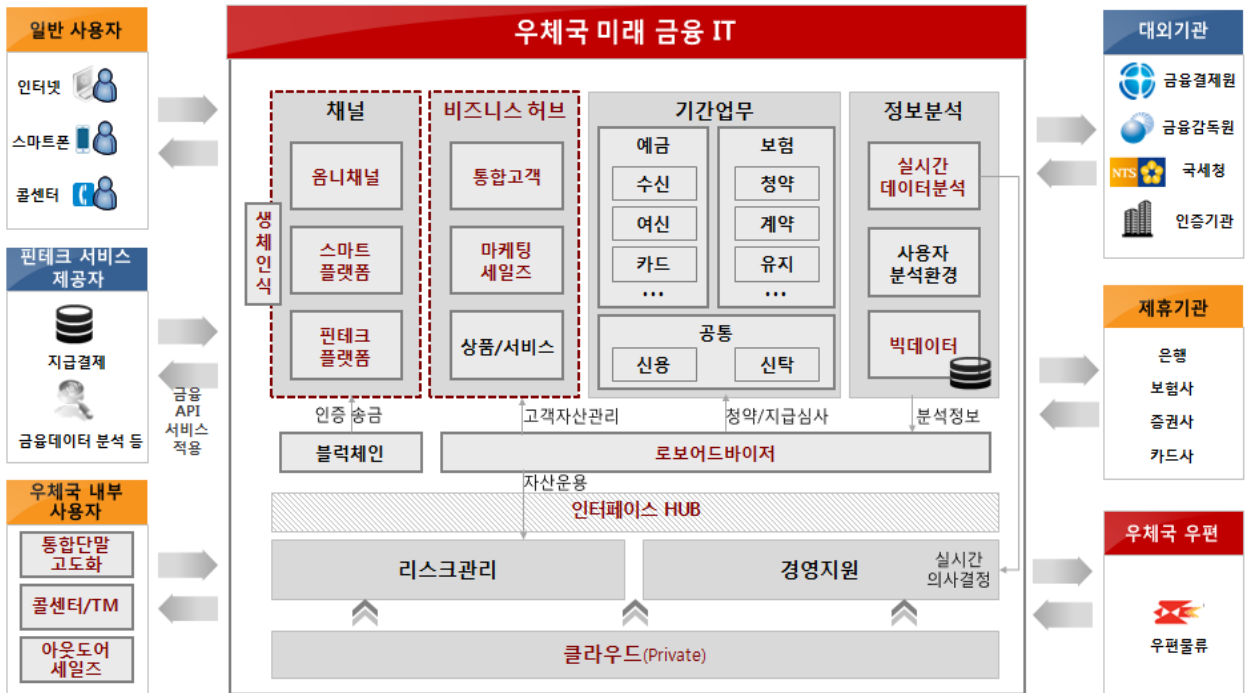 우체국 미래 금융 IT
일반 사용자
인터넷
스마트폰
콜센터
핀테크 서비스
제공자
지급결제
금융데이터 분석 등
금융
API
서비스
적용
우체국 내부
사용자
통합단말
고도화
콜센터/TM
아웃도어
세일즈
채널
옴니채널
스마트
플랫폼
핀테크
플랫폼
생
체
인
식
비즈니스 허브
통합고객
마케팅
세일즈
상품/서비스
기간업무
예금
수신
여신
카드
...
보험
청약
계약
유지
...
공통
신용
신탁
정보분석
실시간
데이터분석
사용자
분석환경
빅데이터
인증 송금
고객자산관리
청약/지급심사
분석정보
블럭체인
로보어드바이저
자산운용
인터페이스 HUB
리스크관리
경영지원
실시간
의사결정
클라우드(Private)
대외기관
금융결제원
금융감독원
NTS
국세청
인증기관
제휴기관
은행
보험사
증권사
카드사
우체국 우편
우편물류